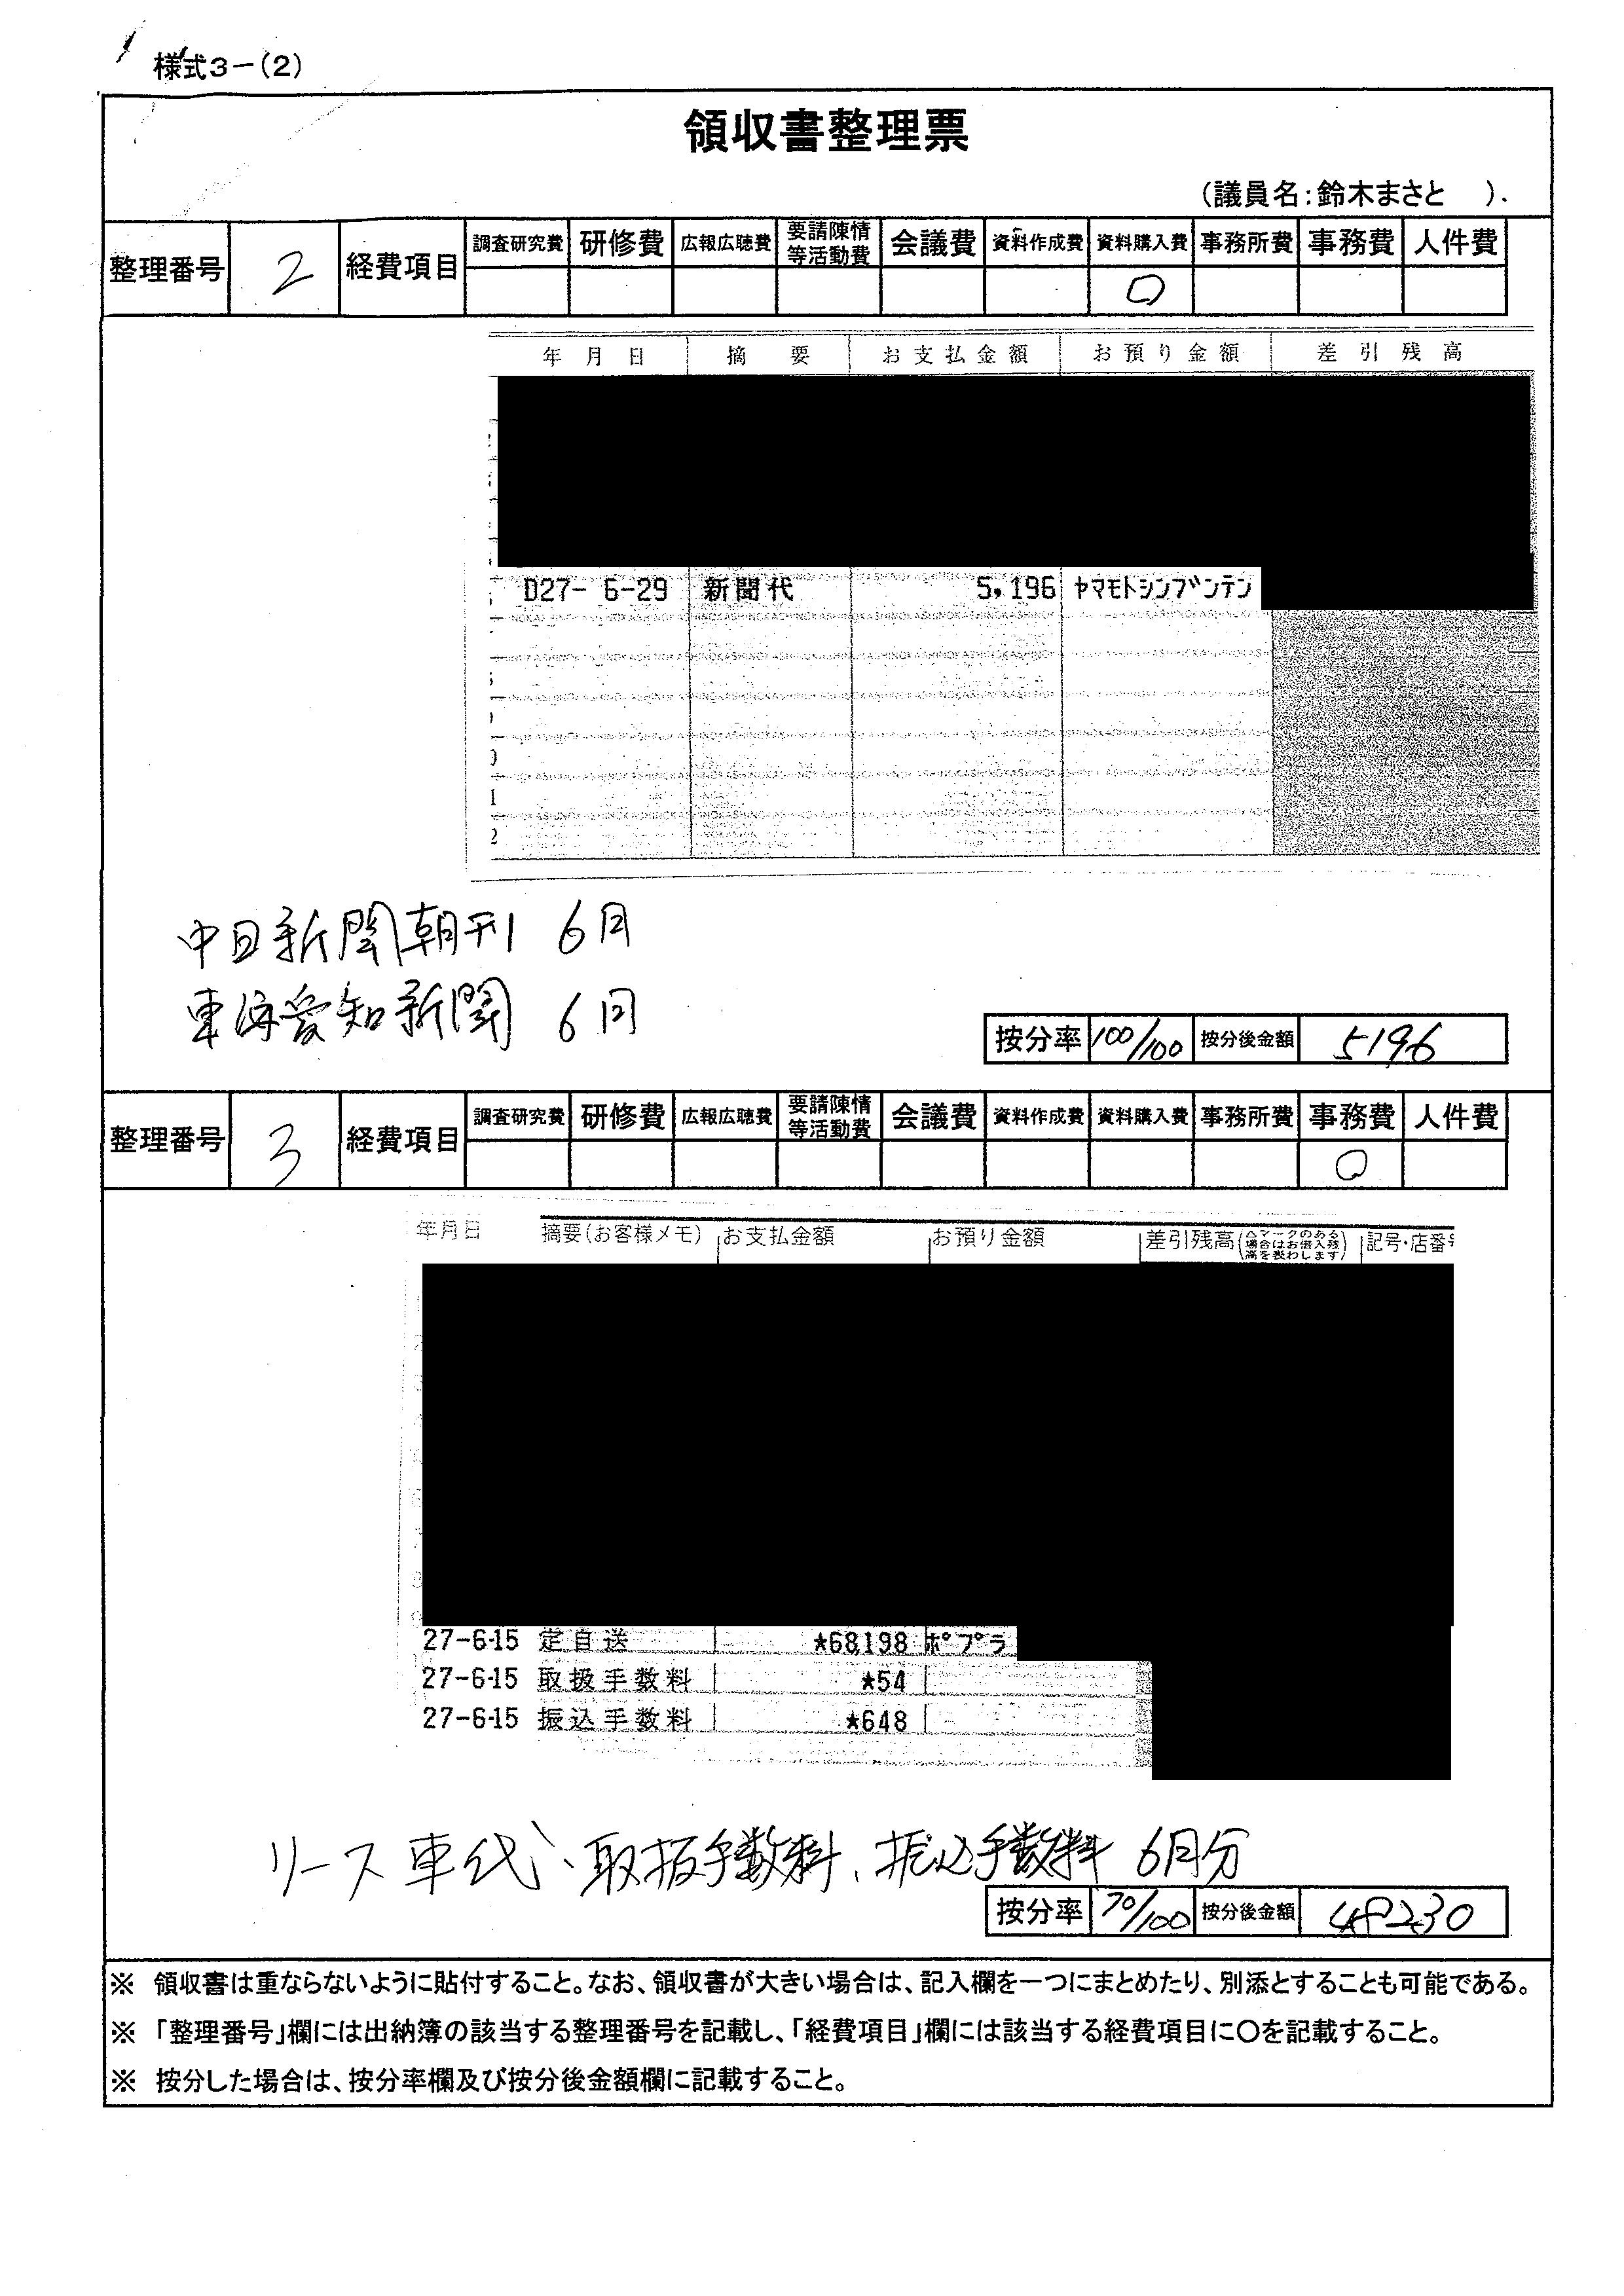 様式3-(2)
領収書整理票
(議員名:鈴木まさと ).
整理番号 2 経費項目 調査研究費 研修費 広報広聴費 要請陳情等活動費 会議費 資料作成費 資料購入費 事務所費 事務費 人件費
○
年月日 摘要 お支払金額 お預り金額 差引残高
D27-6-29 新聞代 5,196 ヤマモトシンブンテン
中日新聞朝刊 6月
東海愛知新聞 6月
按分率 100/100 按分後金額 5196
整理番号 3 経費項目 調査研究費 研修費 広報広聴費 要請陳情等活動費 会議費 資料作成費 資料購入費 事務所費 事務費 人件費
○
年月日 摘要(お客様メモ) お支払金額 お預り金額 差引残高(△マークのある場合はお借入残高を表わします) 記号・店番
27-6-15 定自送 *68,198 ポプラ
27-6-15 取扱手数料 *54
27-6-15 振込手数料 *648
リース車代、取扱手数料、振込手数料 6月分
按分率 70/100 按分後金額 48230
※ 領収書は重ならないように貼付すること。なお、領収書が大きい場合は、記入欄を一つにまとめたり、別添とすることも可能である。
※ 「整理番号」欄には出納簿の該当する整理番号を記載し、「経費項目」欄には該当する経費項目に○を記載すること。
※ 按分した場合は、按分率欄及び按分後金額欄に記載すること。